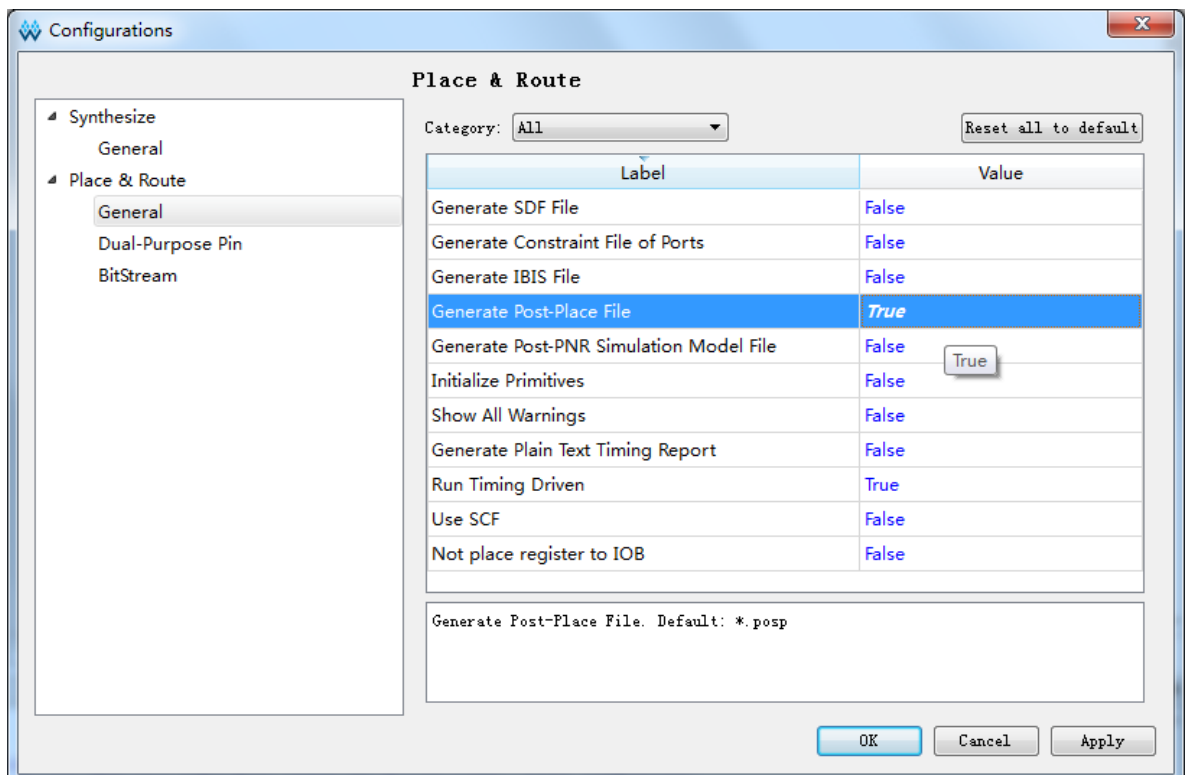 Configurations
Place & Route
Synthesize
General
Place & Route
General
Dual-Purpose Pin
BitStream
Category: All
Reset all to default
Label Value
Generate SDF File False
Generate Constraint File of Ports False
Generate IBIS File False
Generate Post-Place File True
Generate Post-PNR Simulation Model File False
True
Initialize Primitives False
Show All Warnings False
Generate Plain Text Timing Report False
Run Timing Driven True
Use SCF False
Not place register to IOB False
Generate Post-Place File. Default: *.posp
OK Cancel Apply